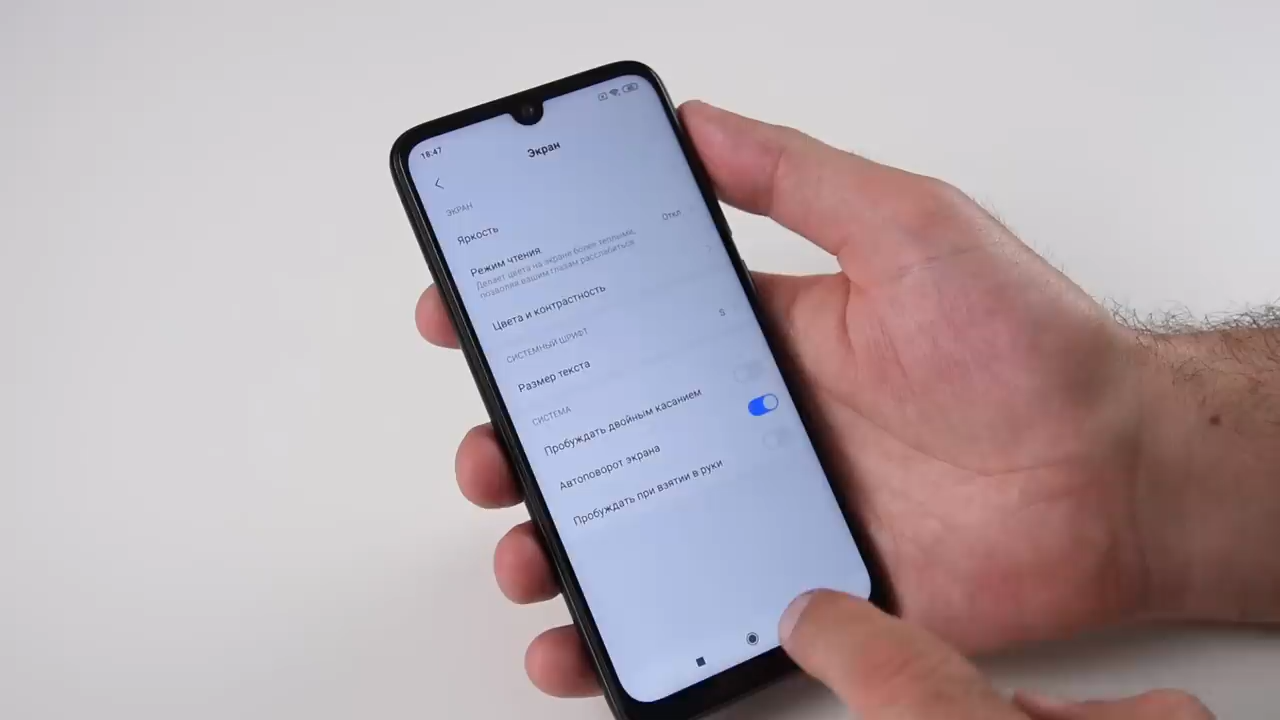 18:47
Экран
ЭКРАН
Яркость
Режим чтения
Откл
Делает цвета на экране более теплыми,
позволяя вашим глазам расслабиться
Цвета и контрастность
СИСТЕМНЫЙ ШРИФТ
Размер текста
S
СИСТЕМА
Пробуждать двойным касанием
Автоповорот экрана
Пробуждать при взятии в руки